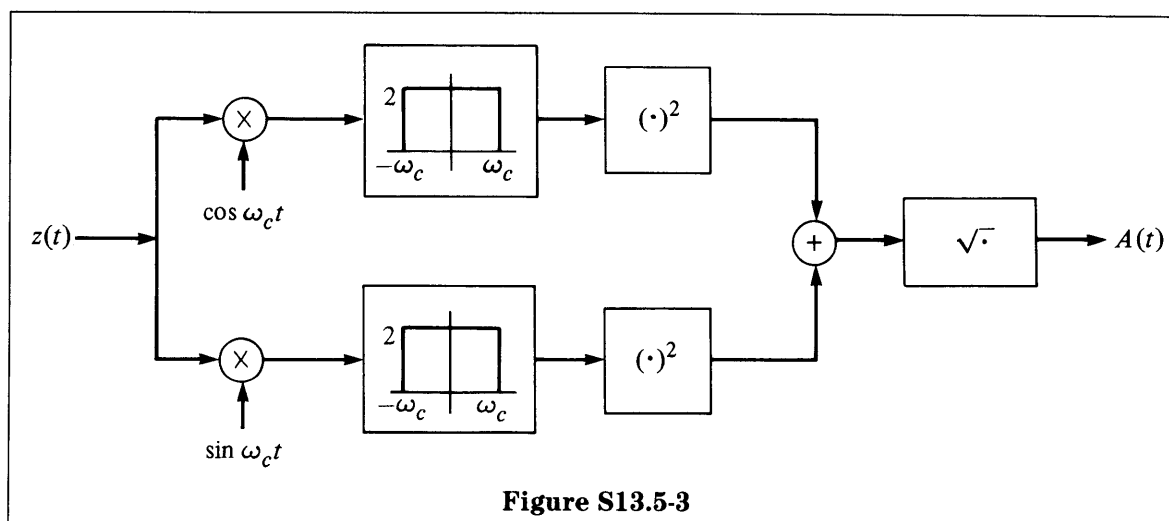 2
−ω_c ω_c
(·)²
×
cos ω_c t
z(t)
+
√·
A(t)
2
−ω_c ω_c
(·)²
×
sin ω_c t
Figure S13.5-3